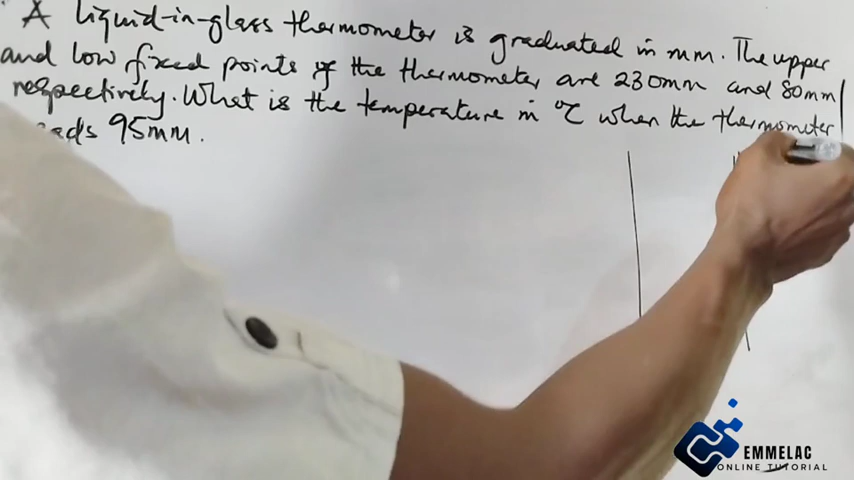 A liquid-in-glass thermometer is graduated in mm. The upper
and low fixed points of the thermometer are 230mm and 80mm
respectively. What is the temperature in °C when the thermometer
95mm.
EMMELAC
ONLINE TUTORIAL